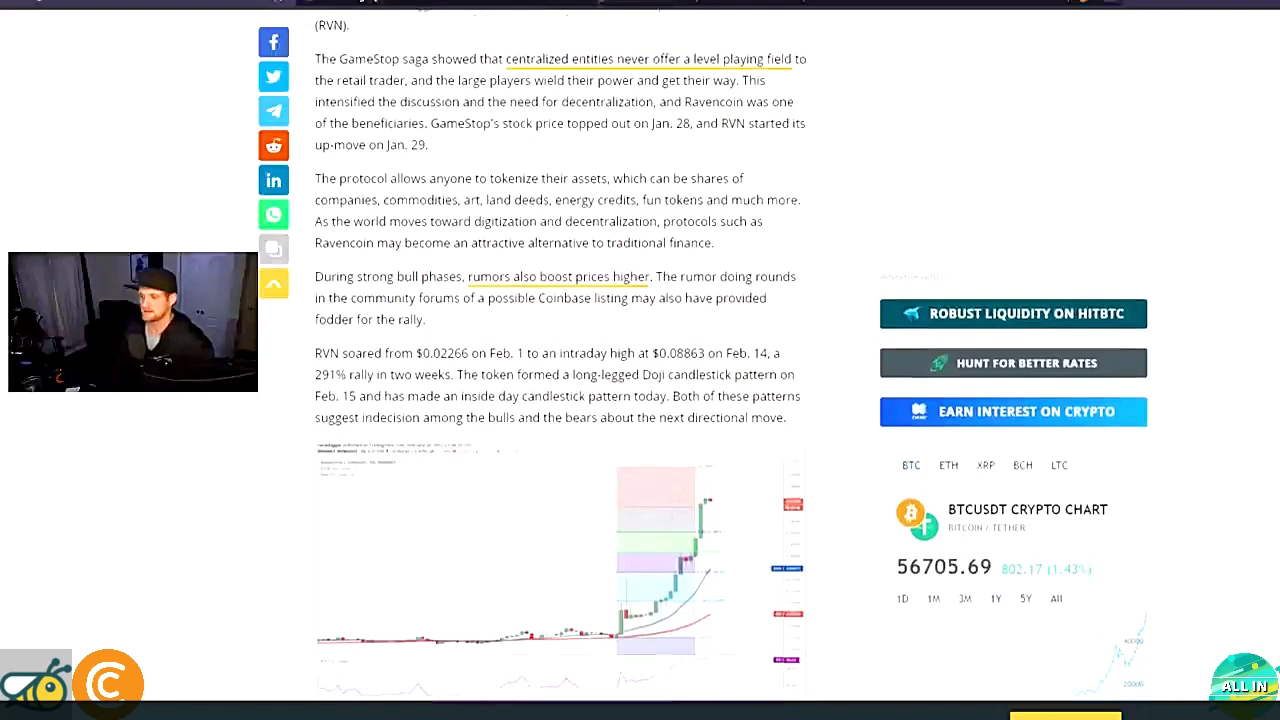 (RVN).
The GameStop saga showed that centralized entities never offer a level playing field to
the retail trader, and the large players wield their power and get their way. This
intensified the discussion and the need for decentralization, and Ravencoin was one
of the beneficiaries. GameStop's stock price topped out on Jan. 28, and RVN started its
up-move on Jan. 29.
The protocol allows anyone to tokenize their assets, which can be shares of
companies, commodities, art, land deeds, energy credits, fun tokens and much more.
As the world moves toward digitization and decentralization, protocols such as
Ravencoin may become an attractive alternative to traditional finance.
During strong bull phases, rumors also boost prices higher. The rumor doing rounds
in the community forums of a possible Coinbase listing may also have provided
fodder for the rally.
RVN soared from $0.02266 on Feb. 1 to an intraday high at $0.08863 on Feb. 14, a
291% rally in two weeks. The token formed a long-legged Doji candlestick pattern on
Feb. 15 and has made an inside day candlestick pattern today. Both of these patterns
suggest indecision among the bulls and the bears about the next directional move.
ROBUST LIQUIDITY ON HITBTC
HUNT FOR BETTER RATES
EARN INTEREST ON CRYPTO
BTC ETH XRP BCH LTC
BTCUSDT CRYPTO CHART
BITCOIN / TETHER
56705.69 802.17 (1.43%)
1D 1M 3M 1Y 5Y All
40000
20000
ALL IN